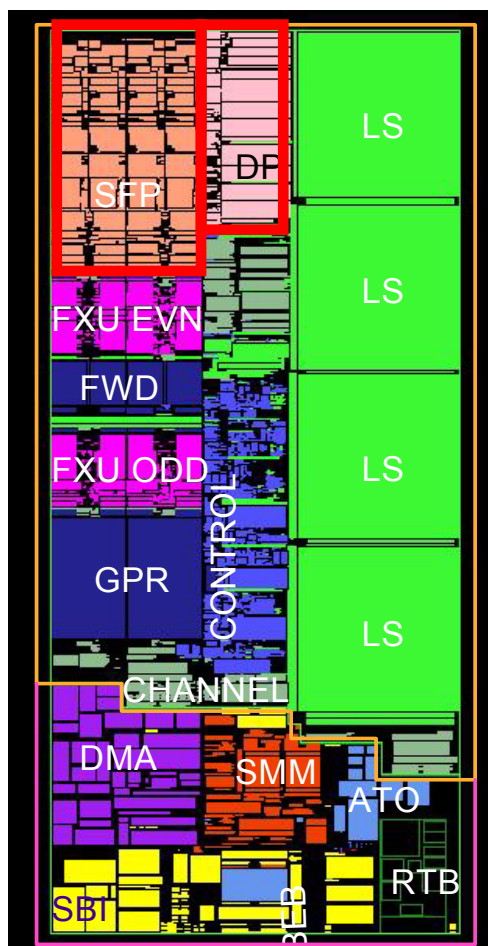 LS
DP
SFP
LS
FXU EVN
FWD
FXU ODD
LS
CONTROL
GPR
LS
CHANNEL
DMA
SMM
ATO
RTB
SBI
BEB